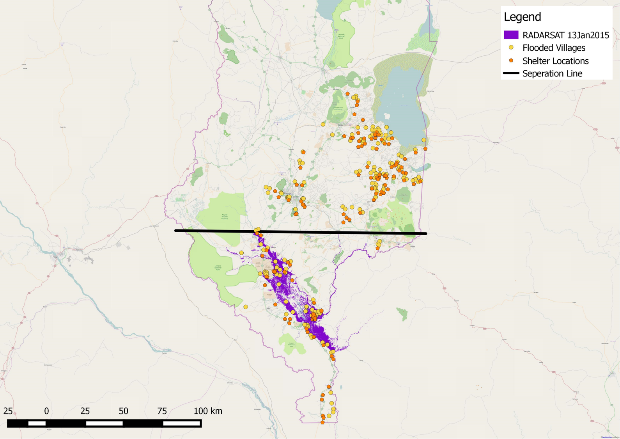 Legend
RADARSAT 13Jan2015
Flooded Villages
Shelter Locations
Seperation Line
25 0 25 50 75 100 km